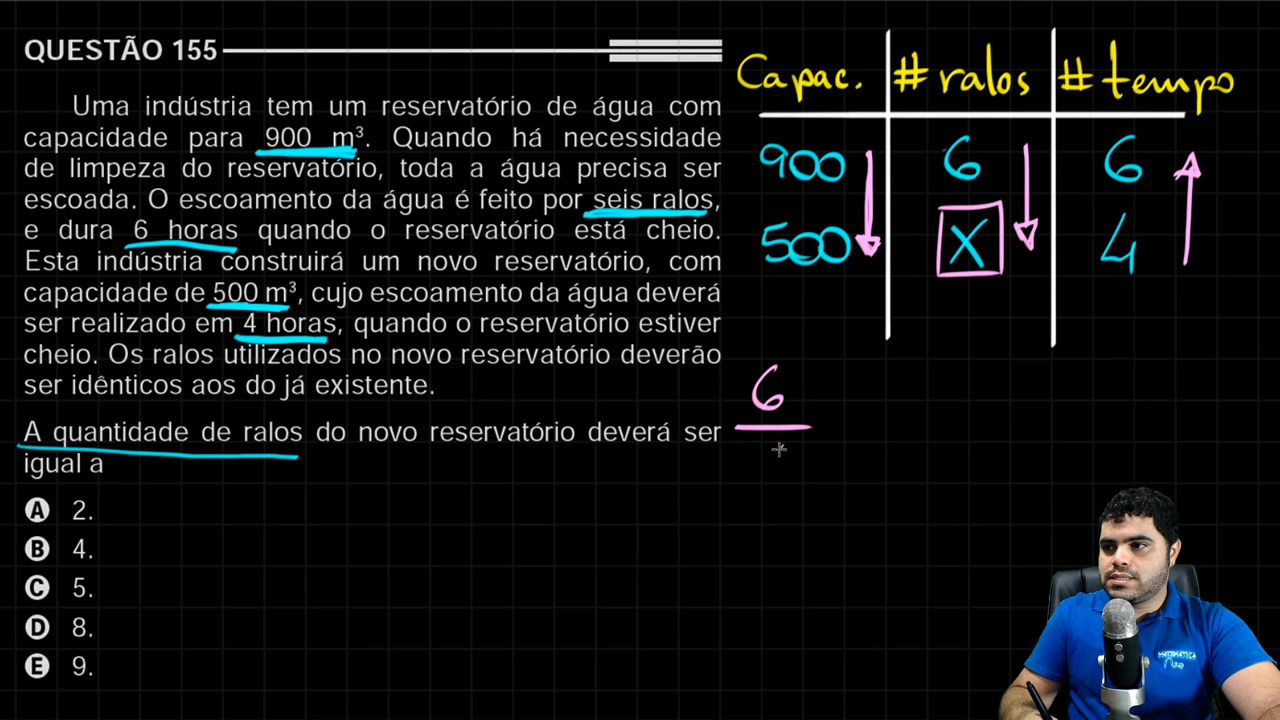 QUESTÃO 155
Uma indústria tem um reservatório de água com
capacidade para 900 m³. Quando há necessidade
de limpeza do reservatório, toda a água precisa ser
escoada. O escoamento da água é feito por seis ralos,
e dura 6 horas quando o reservatório está cheio.
Esta indústria construirá um novo reservatório, com
capacidade de 500 m³, cujo escoamento da água deverá
ser realizado em 4 horas, quando o reservatório estiver
cheio. Os ralos utilizados no novo reservatório deverão
ser idênticos aos do já existente.
A quantidade de ralos do novo reservatório deverá ser
igual a
A 2.
B 4.
C 5.
D 8.
E 9.
Capac. #ralos #tempo
900 6 6
500 X 4
6
MATEMÁTICA
Rio